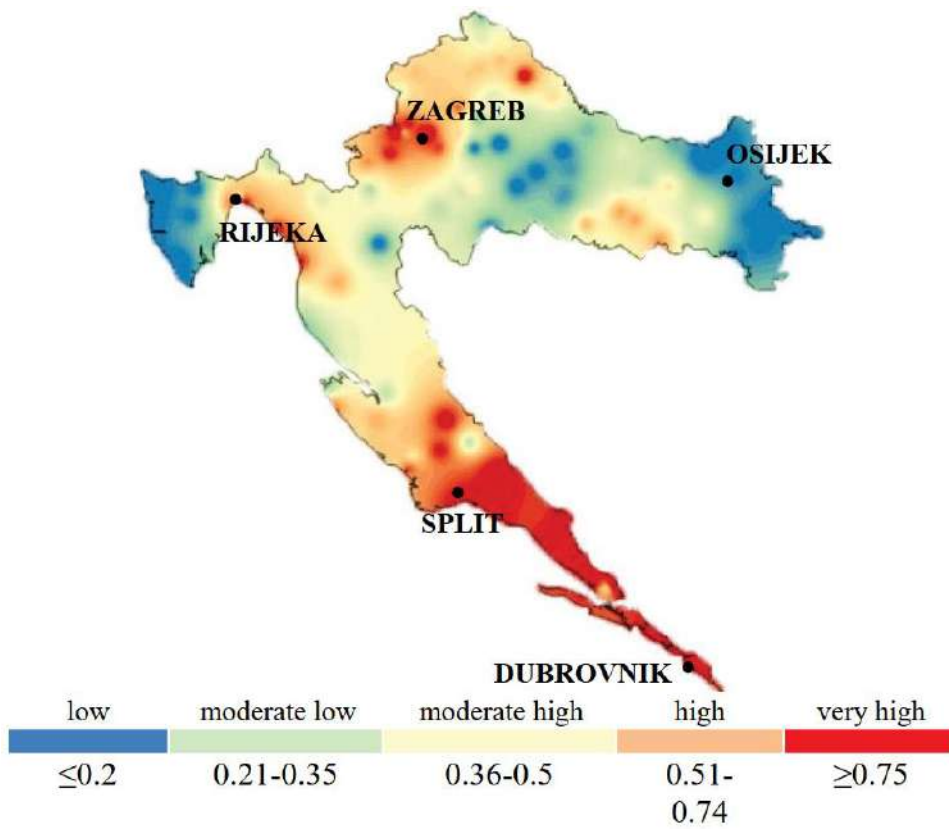 ZAGREB
OSIJEK
RIJEKA
SPLIT
DUBROVNIK
low moderate low moderate high high very high
≤0.2 0.21-0.35 0.36-0.5 0.51- ≥0.75
0.74